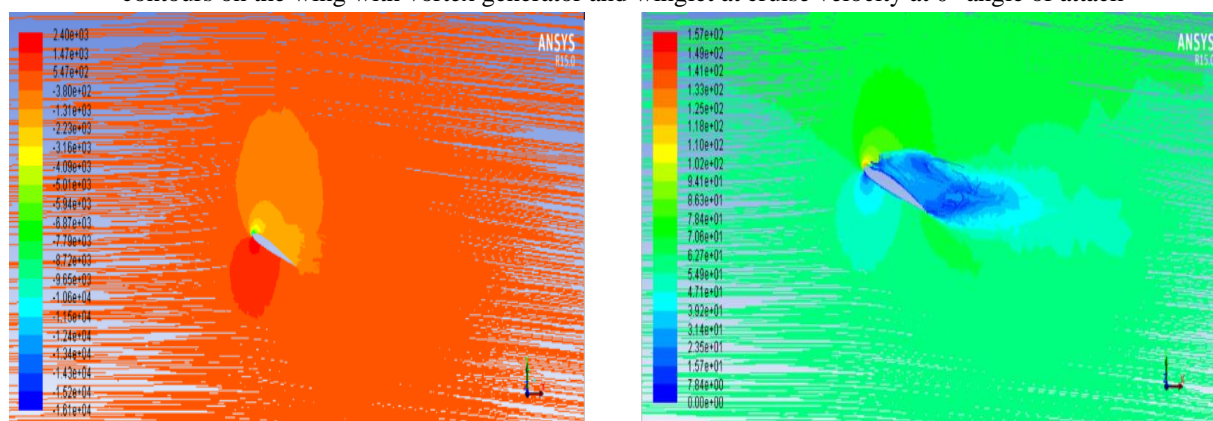 contours on the wing with vortex generator and winglet at cruise velocity at 0° angle of attack
2.40e+03
1.47e+03
5.47e+02
-3.80e+02
-1.31e+03
-2.23e+03
-3.16e+03
-4.09e+03
-5.01e+03
-5.94e+03
-6.87e+03
-7.79e+03
-8.72e+03
-9.65e+03
-1.06e+04
-1.15e+04
-1.24e+04
-1.34e+04
-1.43e+04
-1.52e+04
-1.61e+04
ANSYS
R15.0
1.57e+02
1.49e+02
1.41e+02
1.33e+02
1.25e+02
1.18e+02
1.10e+02
1.02e+02
9.41e+01
8.63e+01
7.84e+01
7.06e+01
6.27e+01
5.49e+01
4.71e+01
3.92e+01
3.14e+01
2.35e+01
1.57e+01
7.84e+00
0.00e+00
ANSYS
R15.0